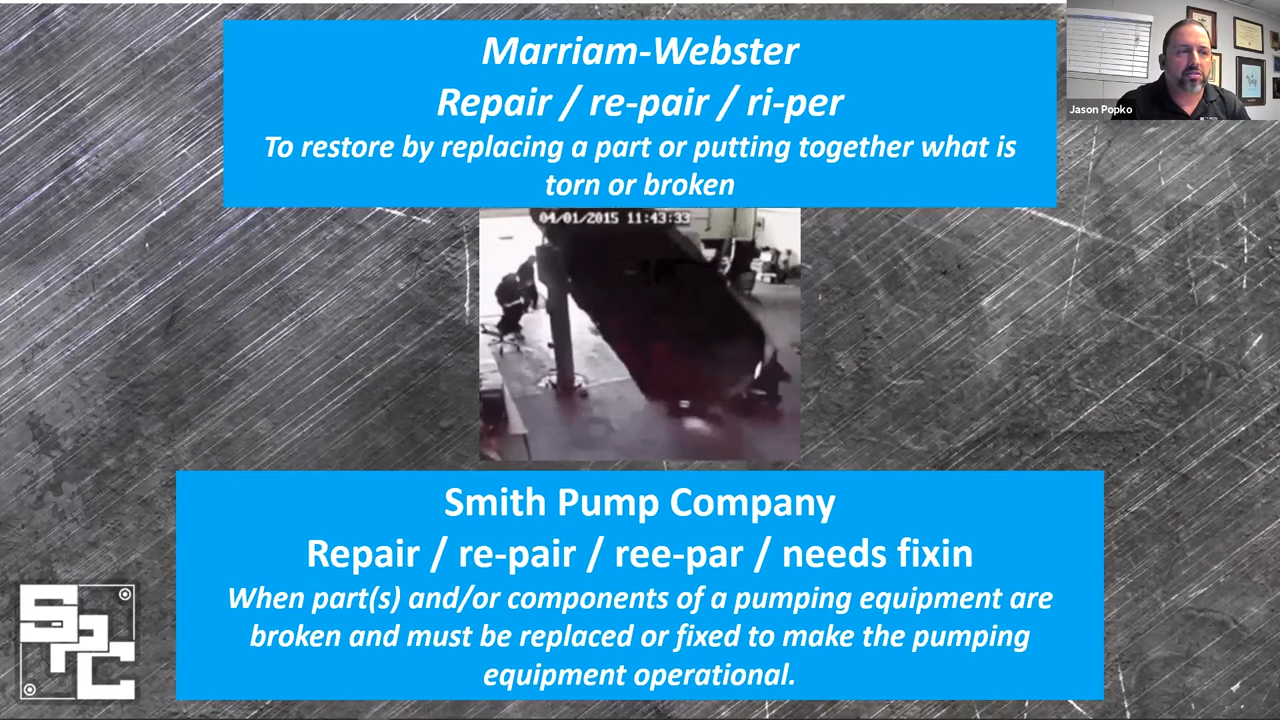 Marriam-Webster
Repair / re-pair / ri-per
To restore by replacing a part or putting together what is
torn or broken
Jason Popko
04/01/2015 11:43:33
Smith Pump Company
Repair / re-pair / ree-par / needs fixin
When part(s) and/or components of a pumping equipment are
broken and must be replaced or fixed to make the pumping
equipment operational.
SPC